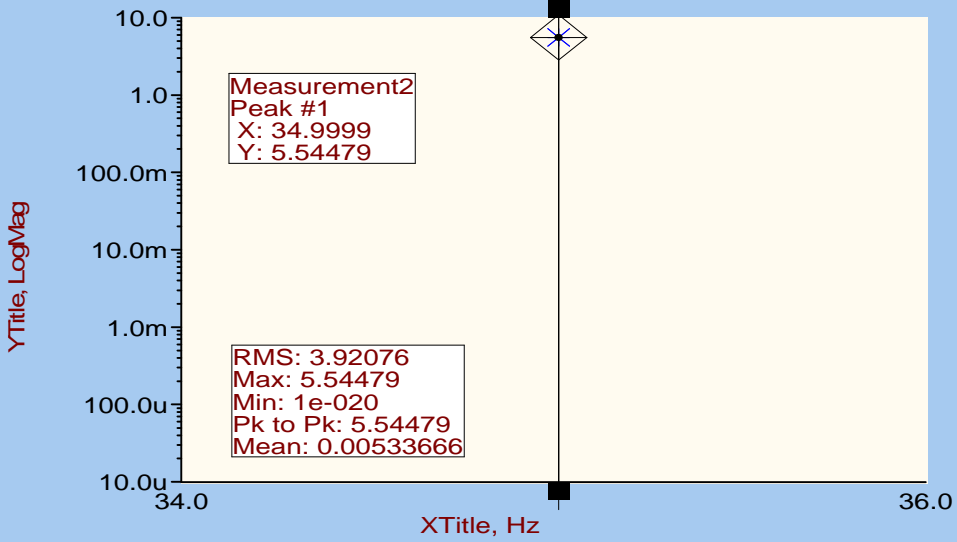 10.0
1.0
100.0m
10.0m
1.0m
100.0u
10.0u
YTitle, LogMag
Measurement2
Peak #1
X: 34.9999
Y: 5.54479
RMS: 3.92076
Max: 5.54479
Min: 1e-020
Pk to Pk: 5.54479
Mean: 0.00533666
34.0
36.0
XTitle, Hz